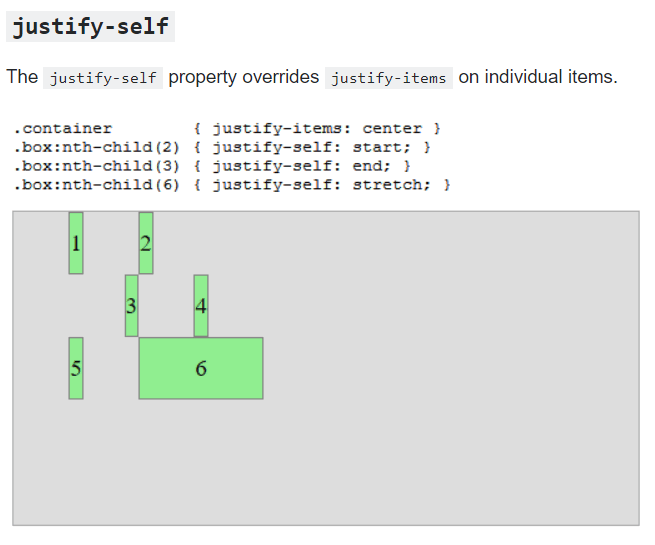 justify-self
The justify-self property overrides justify-items on individual items.
.container        { justify-items: center }
.box:nth-child(2) { justify-self: start; }
.box:nth-child(3) { justify-self: end; }
.box:nth-child(6) { justify-self: stretch; }
1 2
3 4
5 6